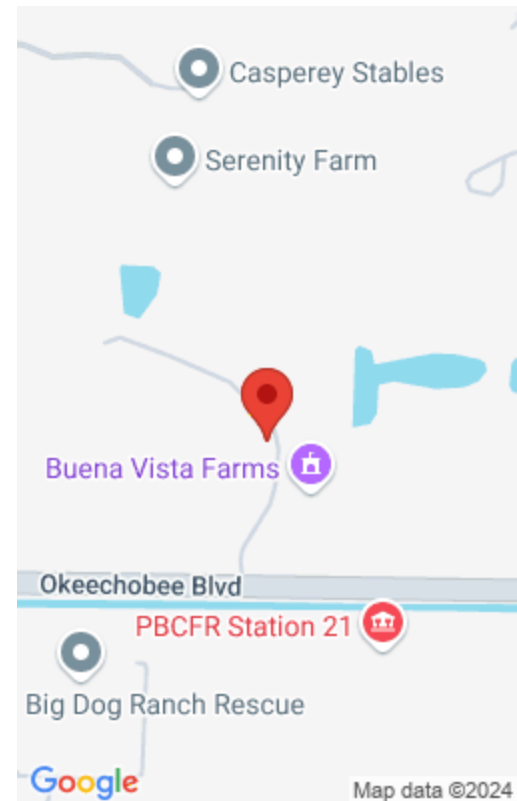 Casperey Stables
Serenity Farm
Buena Vista Farms
Okeechobee Blvd
PBCFR Station 21
Big Dog Ranch Rescue
Google
Map data ©2024